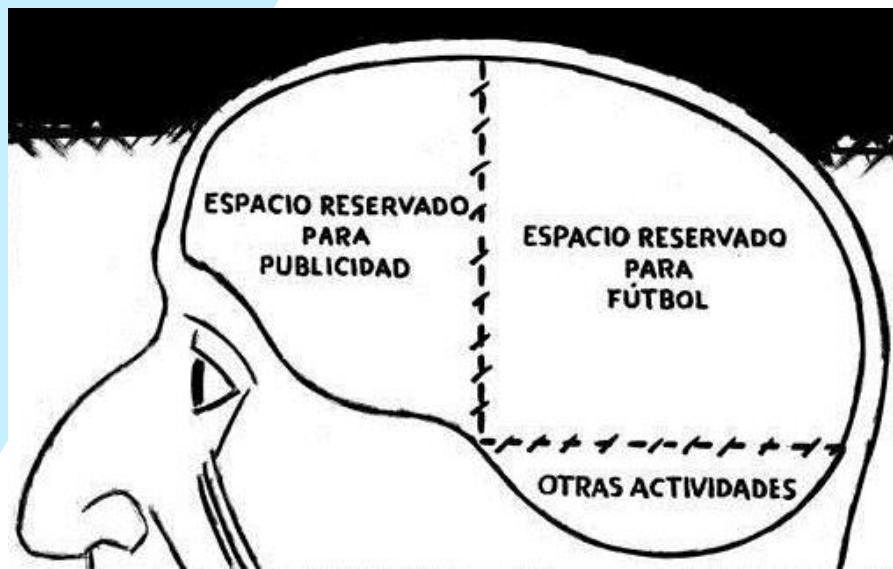 ESPACIO RESERVADO
PARA
PUBLICIDAD
ESPACIO RESERVADO
PARA
FÚTBOL
OTRAS ACTIVIDADES